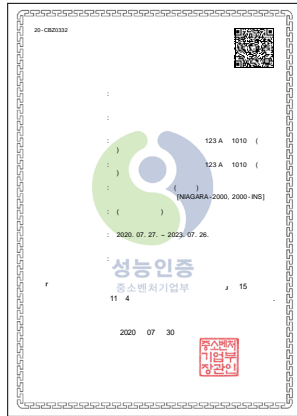 20-CBZ0332
:
:
: 123 A 1010 (
)
: 123 A 1010 (
)
: ( )
[NIAGARA-2000, 2000-INS]
: ( )
: 2020. 07. 27. ~ 2023. 07. 26.
:
성능인증
중소벤처기업부
「 」 15
11 4 .
2020 07 30
중소벤처
기업부
장관인